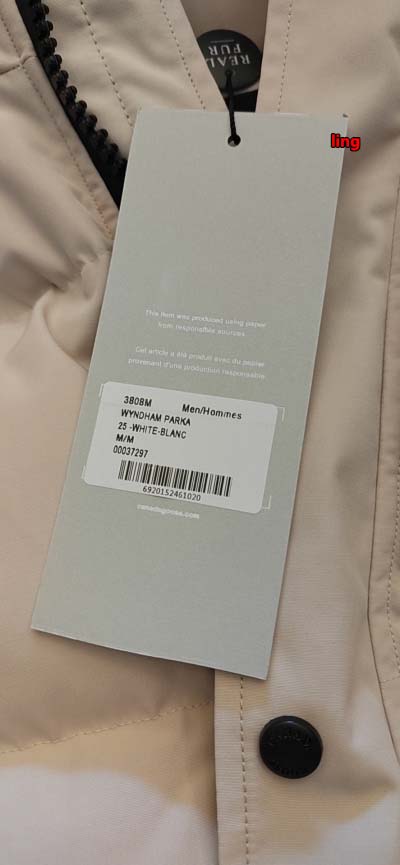 REAL
FUR
ling
This item was produced using paper
from responsible sources.
Cet article a été produit avec du papier
provenant d'une production responsable.
3808M Men/Hommes
WYNDHAM PARKA
25 -WHITE-BLANC
M/M
00037297
6920152461020
canadagoose.com